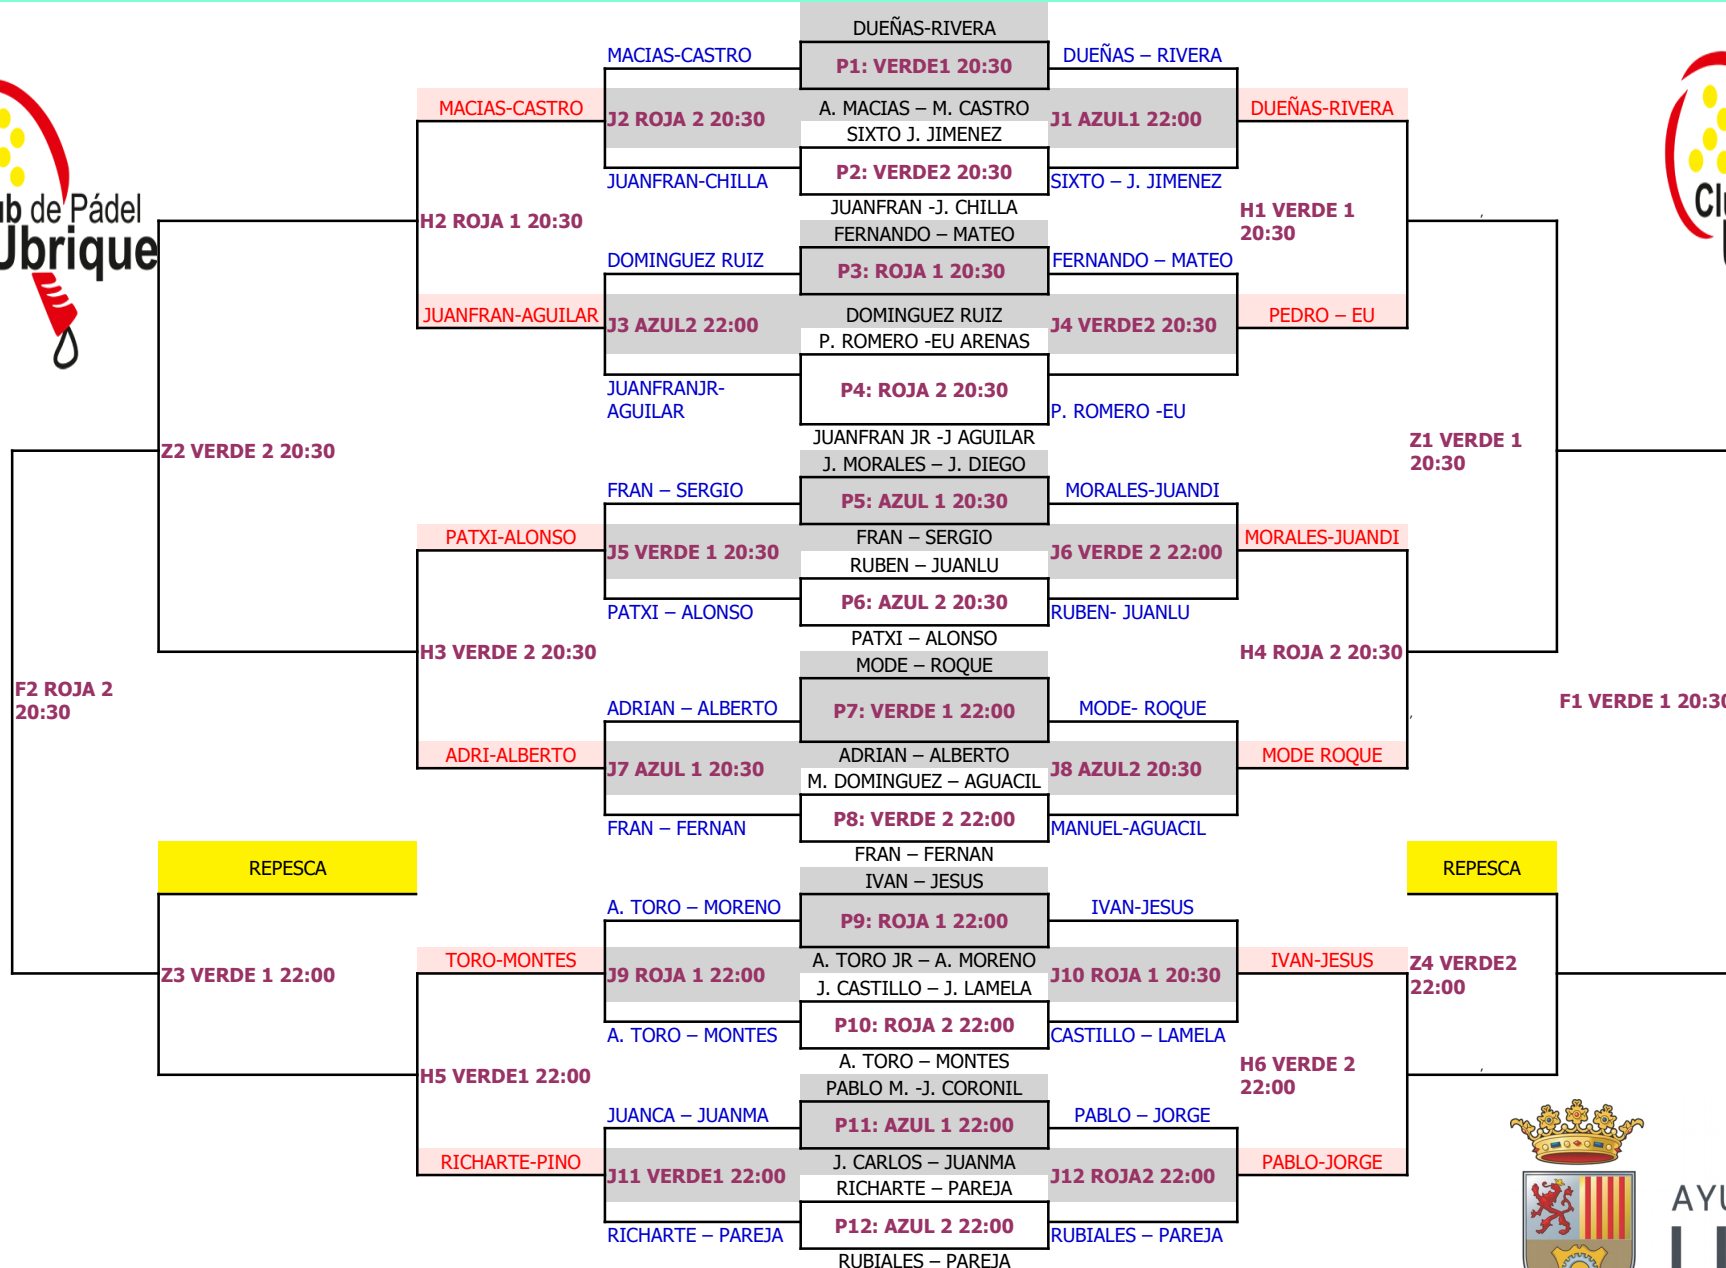 DUEÑAS-RIVERA
MACIAS-CASTRO
P1: VERDE1 20:30
DUEÑAS – RIVERA
MACIAS-CASTRO
J2 ROJA 2 20:30
A. MACIAS – M. CASTRO
J1 AZUL1 22:00
DUEÑAS-RIVERA
SIXTO J. JIMENEZ
P2: VERDE2 20:30
JUANFRAN-CHILLA
SIXTO – J. JIMENEZ
de Pádel
Ubrique
H2 ROJA 1 20:30
JUANFRAN -J. CHILLA
H1 VERDE 1
20:30
FERNANDO – MATEO
DOMINGUEZ RUIZ
P3: ROJA 1 20:30
FERNANDO – MATEO
JUANFRAN-AGUILAR
J3 AZUL2 22:00
DOMINGUEZ RUIZ
J4 VERDE2 20:30
PEDRO – EU
P. ROMERO -EU ARENAS
P4: ROJA 2 20:30
JUANFRANJR-
AGUILAR
P. ROMERO -EU
JUANFRAN JR -J AGUILAR
Z2 VERDE 2 20:30
Z1 VERDE 1
20:30
J. MORALES – J. DIEGO
FRAN – SERGIO
P5: AZUL 1 20:30
MORALES-JUANDI
PATXI-ALONSO
J5 VERDE 1 20:30
FRAN – SERGIO
J6 VERDE 2 22:00
MORALES-JUANDI
RUBEN – JUANLU
P6: AZUL 2 20:30
PATXI – ALONSO
RUBEN- JUANLU
PATXI – ALONSO
H3 VERDE 2 20:30
H4 ROJA 2 20:30
MODE – ROQUE
F2 ROJA 2
20:30
ADRIAN – ALBERTO
P7: VERDE 1 22:00
MODE- ROQUE
F1 VERDE 1 20:30
ADRI-ALBERTO
J7 AZUL 1 20:30
ADRIAN – ALBERTO
J8 AZUL2 20:30
MODE ROQUE
M. DOMINGUEZ – AGUACIL
P8: VERDE 2 22:00
FRAN – FERNAN
MANUEL-AGUACIL
FRAN – FERNAN
REPESCA
REPESCA
IVAN – JESUS
A. TORO – MORENO
P9: ROJA 1 22:00
IVAN-JESUS
TORO-MONTES
J9 ROJA 1 22:00
A. TORO JR – A. MORENO
J10 ROJA 1 20:30
IVAN-JESUS
Z3 VERDE 1 22:00
Z4 VERDE2
22:00
J. CASTILLO – J. LAMELA
P10: ROJA 2 22:00
A. TORO – MONTES
CASTILLO – LAMELA
A. TORO – MONTES
H5 VERDE1 22:00
H6 VERDE 2
22:00
PABLO M. -J. CORONIL
JUANCA – JUANMA
P11: AZUL 1 22:00
PABLO – JORGE
RICHARTE-PINO
J11 VERDE1 22:00
J. CARLOS – JUANMA
J12 ROJA2 22:00
PABLO-JORGE
RICHARTE – PAREJA
P12: AZUL 2 22:00
RICHARTE – PAREJA
RUBIALES – PAREJA
RUBIALES – PAREJA